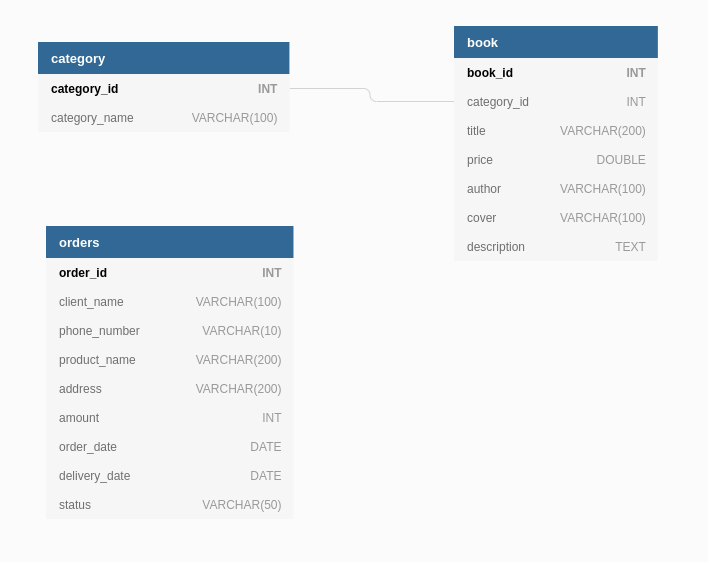 category
category_id INT
category_name VARCHAR(100)
book
book_id INT
category_id INT
title VARCHAR(200)
price DOUBLE
author VARCHAR(100)
cover VARCHAR(100)
description TEXT
orders
order_id INT
client_name VARCHAR(100)
phone_number VARCHAR(10)
product_name VARCHAR(200)
address VARCHAR(200)
amount INT
order_date DATE
delivery_date DATE
status VARCHAR(50)